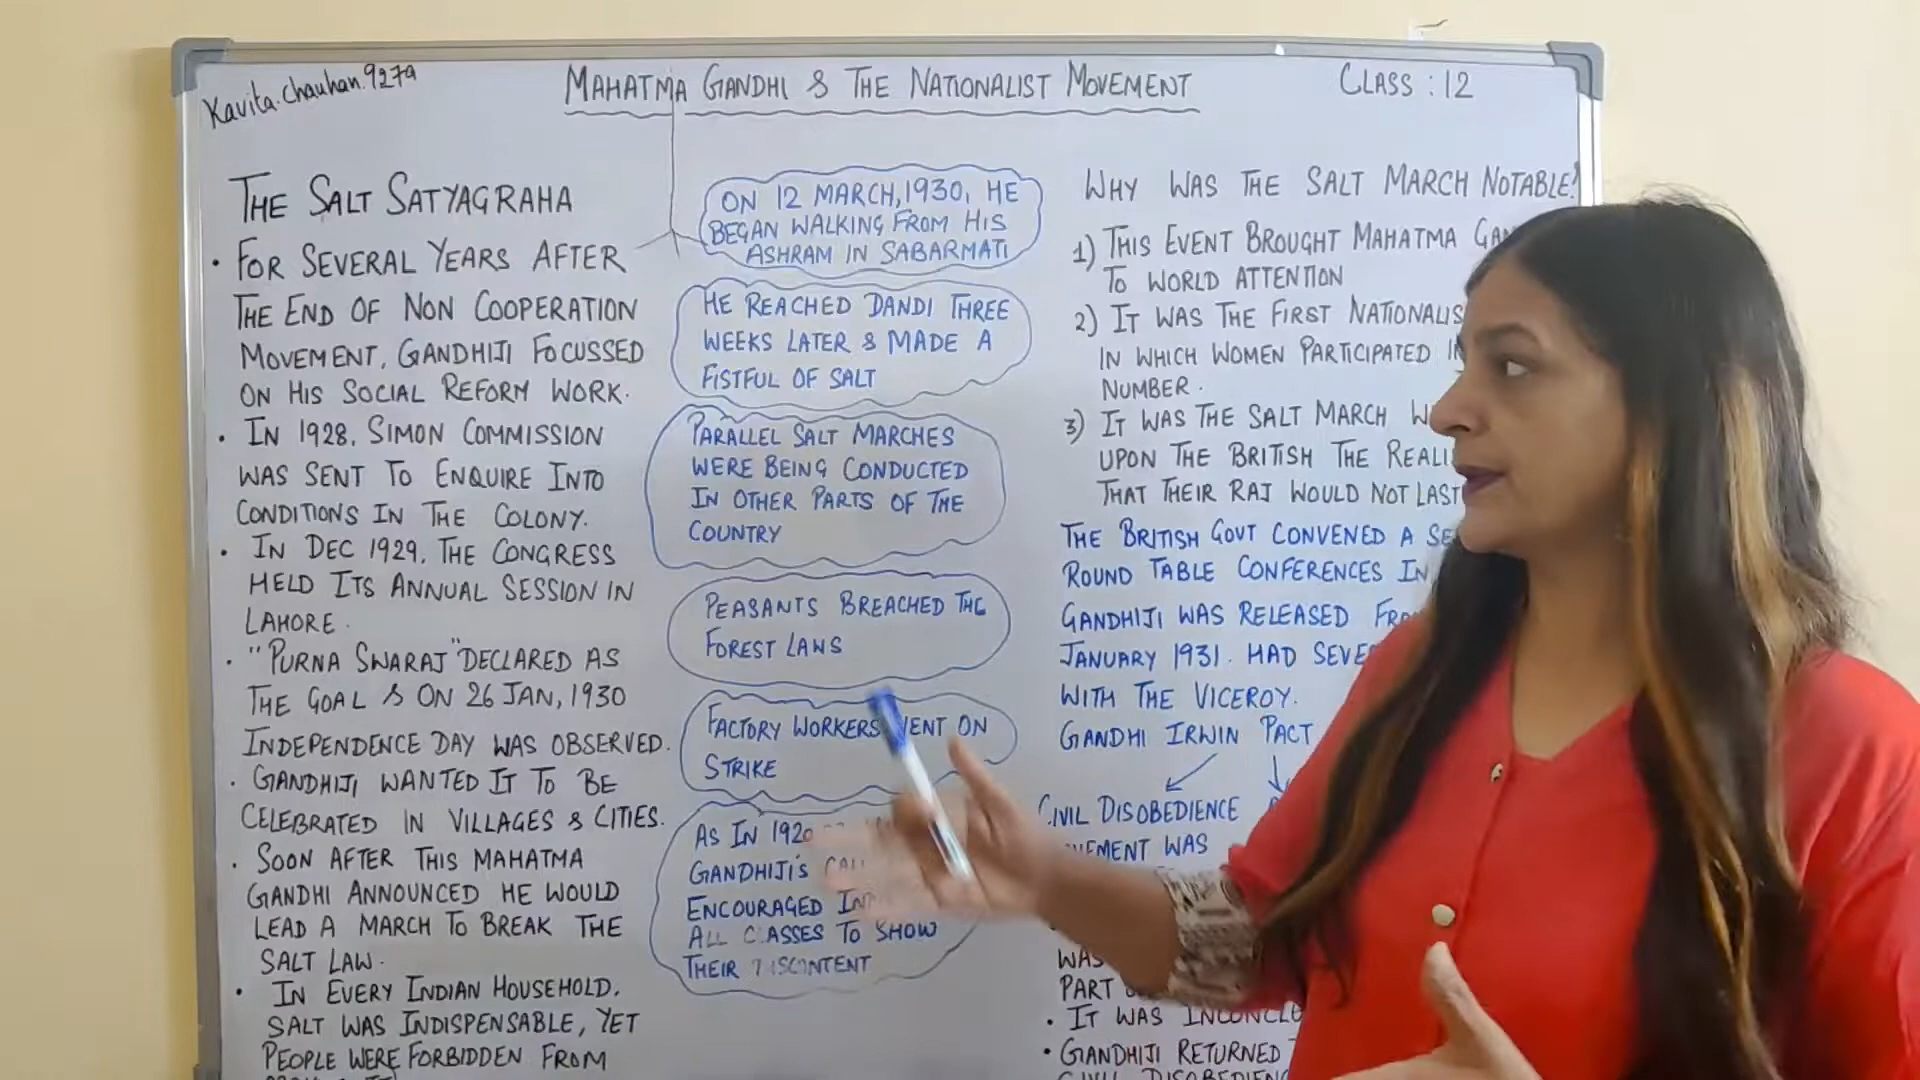 Kavita.Chauhan.9279
MAHATMA GANDHI & THE NATIONALIST MOVEMENT
CLASS : 12
THE SALT SATYAGRAHA
• FOR SEVERAL YEARS AFTER
THE END OF NON COOPERATION
MOVEMENT, GANDHIJI FOCUSSED
ON HIS SOCIAL REFORM WORK.
• IN 1928, SIMON COMMISSION
WAS SENT TO ENQUIRE INTO
CONDITIONS IN THE COLONY.
• IN DEC 1929, THE CONGRESS
HELD ITS ANNUAL SESSION IN
LAHORE.
• "PURNA SWARAJ" DECLARED AS
THE GOAL & ON 26 JAN, 1930
INDEPENDENCE DAY WAS OBSERVED.
• GANDHIJI WANTED IT TO BE
CELEBRATED IN VILLAGES & CITIES.
• SOON AFTER THIS MAHATMA
GANDHI ANNOUNCED HE WOULD
LEAD A MARCH TO BREAK THE
SALT LAW.
• IN EVERY INDIAN HOUSEHOLD,
SALT WAS INDISPENSABLE, YET
PEOPLE WERE FORBIDDEN FROM
ON 12 MARCH, 1930, HE
BEGAN WALKING FROM HIS
ASHRAM IN SABARMATI
HE REACHED DANDI THREE
WEEKS LATER & MADE A
FISTFUL OF SALT
PARALLEL SALT MARCHES
WERE BEING CONDUCTED
IN OTHER PARTS OF THE
COUNTRY
PEASANTS BREACHED THE
FOREST LAWS
FACTORY WORKERS WENT ON
STRIKE
AS IN 1920
GANDHIJI'S
ENCOURAGED
ALL CLASSES TO SHOW
THEIR DISCONTENT
WHY WAS THE SALT MARCH NOTABLE?
1) THIS EVENT BROUGHT MAHATMA
TO WORLD ATTENTION
2) IT WAS THE FIRST
IN WHICH WOMEN PARTICIPATED
NUMBER.
3) IT WAS THE SALT MARCH
UPON THE BRITISH THE
THAT THEIR RAJ WOULD NOT LAST
THE BRITISH GOVT CONVENED A
ROUND TABLE CONFERENCES IN
GANDHIJI WAS RELEASED
JANUARY 1931. HAD
WITH THE VICEROY.
GANDHI IRWIN PACT
CIVIL DISOBEDIENCE
WAS
WAS
PART
• IT WAS
• GANDHIJI RETURNED
CIVIL